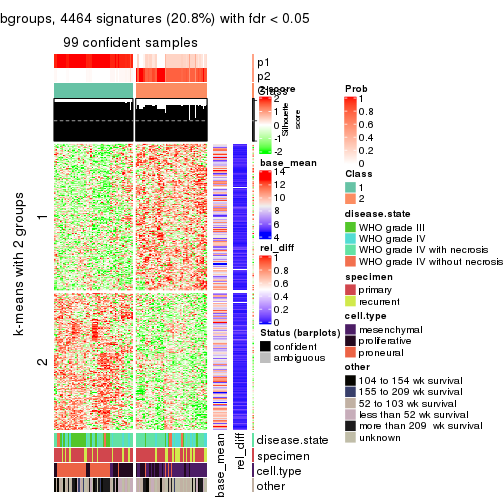 bgroups, 4464 signatures (20.8%) with fdr < 0.05
99 confident samples
p1
p2
Class
Silhouette
score
z-score
2
1
0
-1
-2
base_mean
14
12
10
8
6
4
rel_diff
1
0.8
0.6
0.4
0.2
0
Status (barplots)
confident
ambiguous
Prob
1
0.8
0.6
0.4
0.2
0
Class
1
2
disease.state
WHO grade III
WHO grade IV
WHO grade IV with necrosis
WHO grade IV without necrosis
specimen
primary
recurrent
cell.type
mesenchymal
proliferative
proneural
other
104 to 154 wk survival
155 to 209 wk survival
52 to 103 wk survival
less than 52 wk survival
more than 209  wk survival
unknown
k-means with 2 groups
1
2
base_mean
rel_diff
disease.state
specimen
cell.type
other